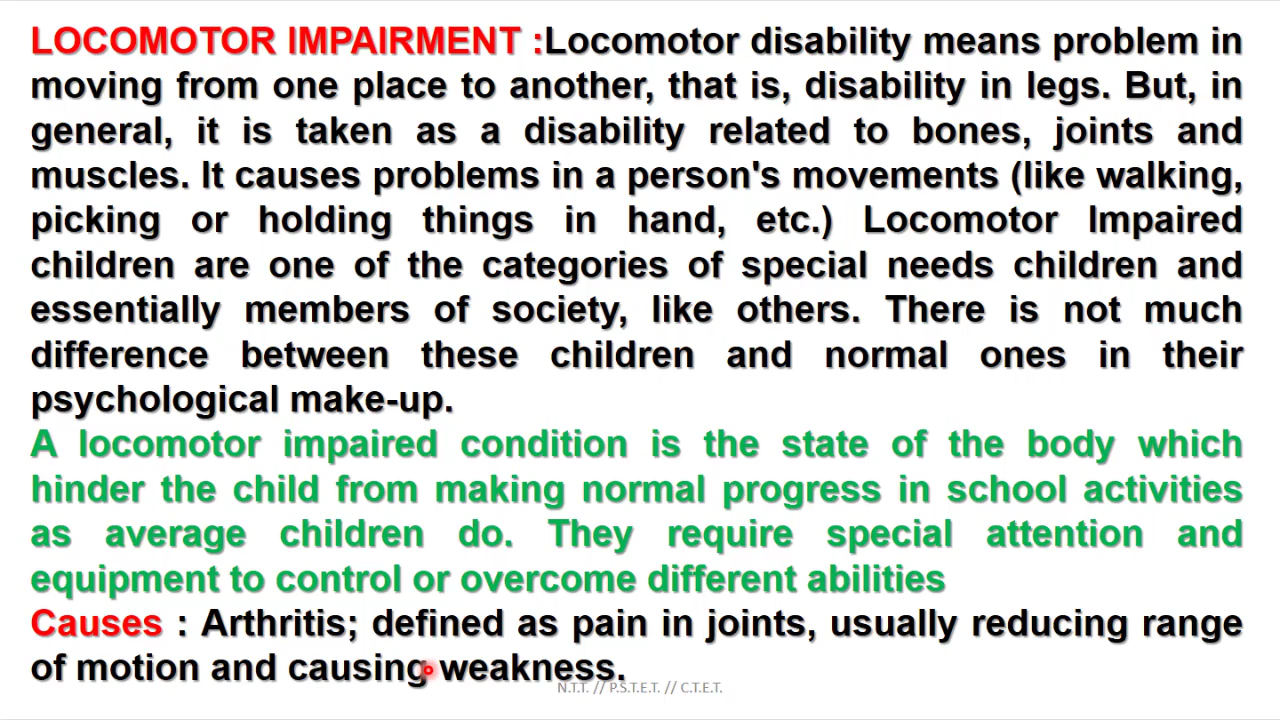 LOCOMOTOR IMPAIRMENT :Locomotor disability means problem in
moving from one place to another, that is, disability in legs. But, in
general, it is taken as a disability related to bones, joints and
muscles. It causes problems in a person's movements (like walking,
picking or holding things in hand, etc.) Locomotor Impaired
children are one of the categories of special needs children and
essentially members of society, like others. There is not much
difference between these children and normal ones in their
psychological make-up.
A locomotor impaired condition is the state of the body which
hinder the child from making normal progress in school activities
as average children do. They require special attention and
equipment to control or overcome different abilities
Causes : Arthritis; defined as pain in joints, usually reducing range
of motion and causing weakness.
N.T.T. // P.S.T.E.T. // C.T.E.T.